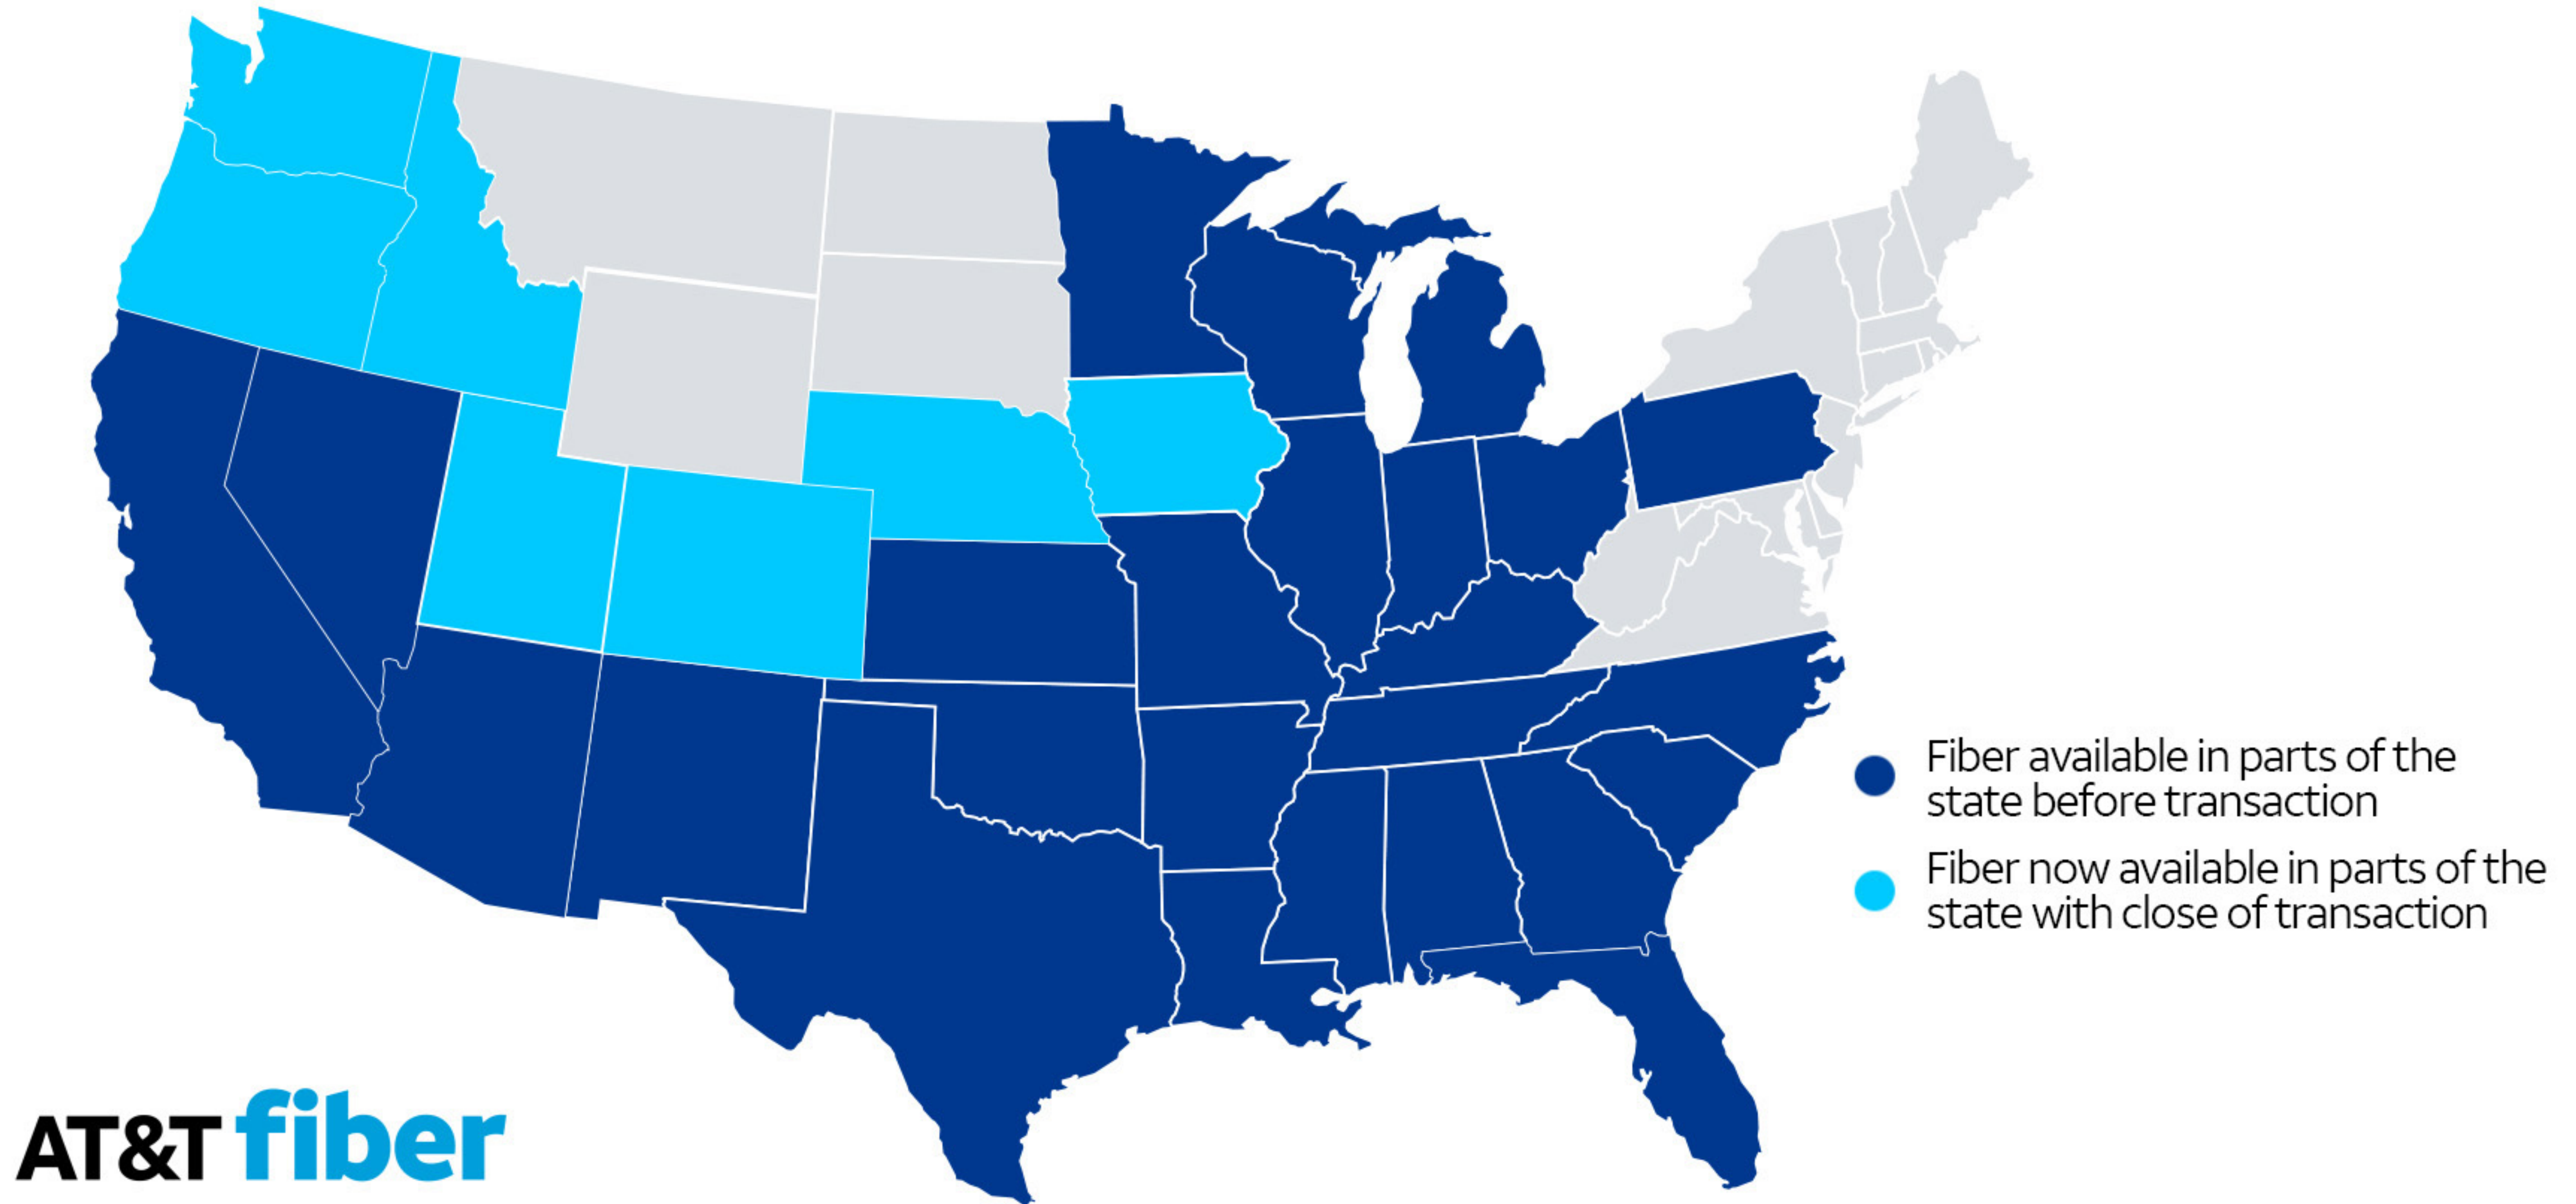 Fiber available in parts of the
state before transaction
Fiber now available in parts of the
state with close of transaction
AT&T fiber